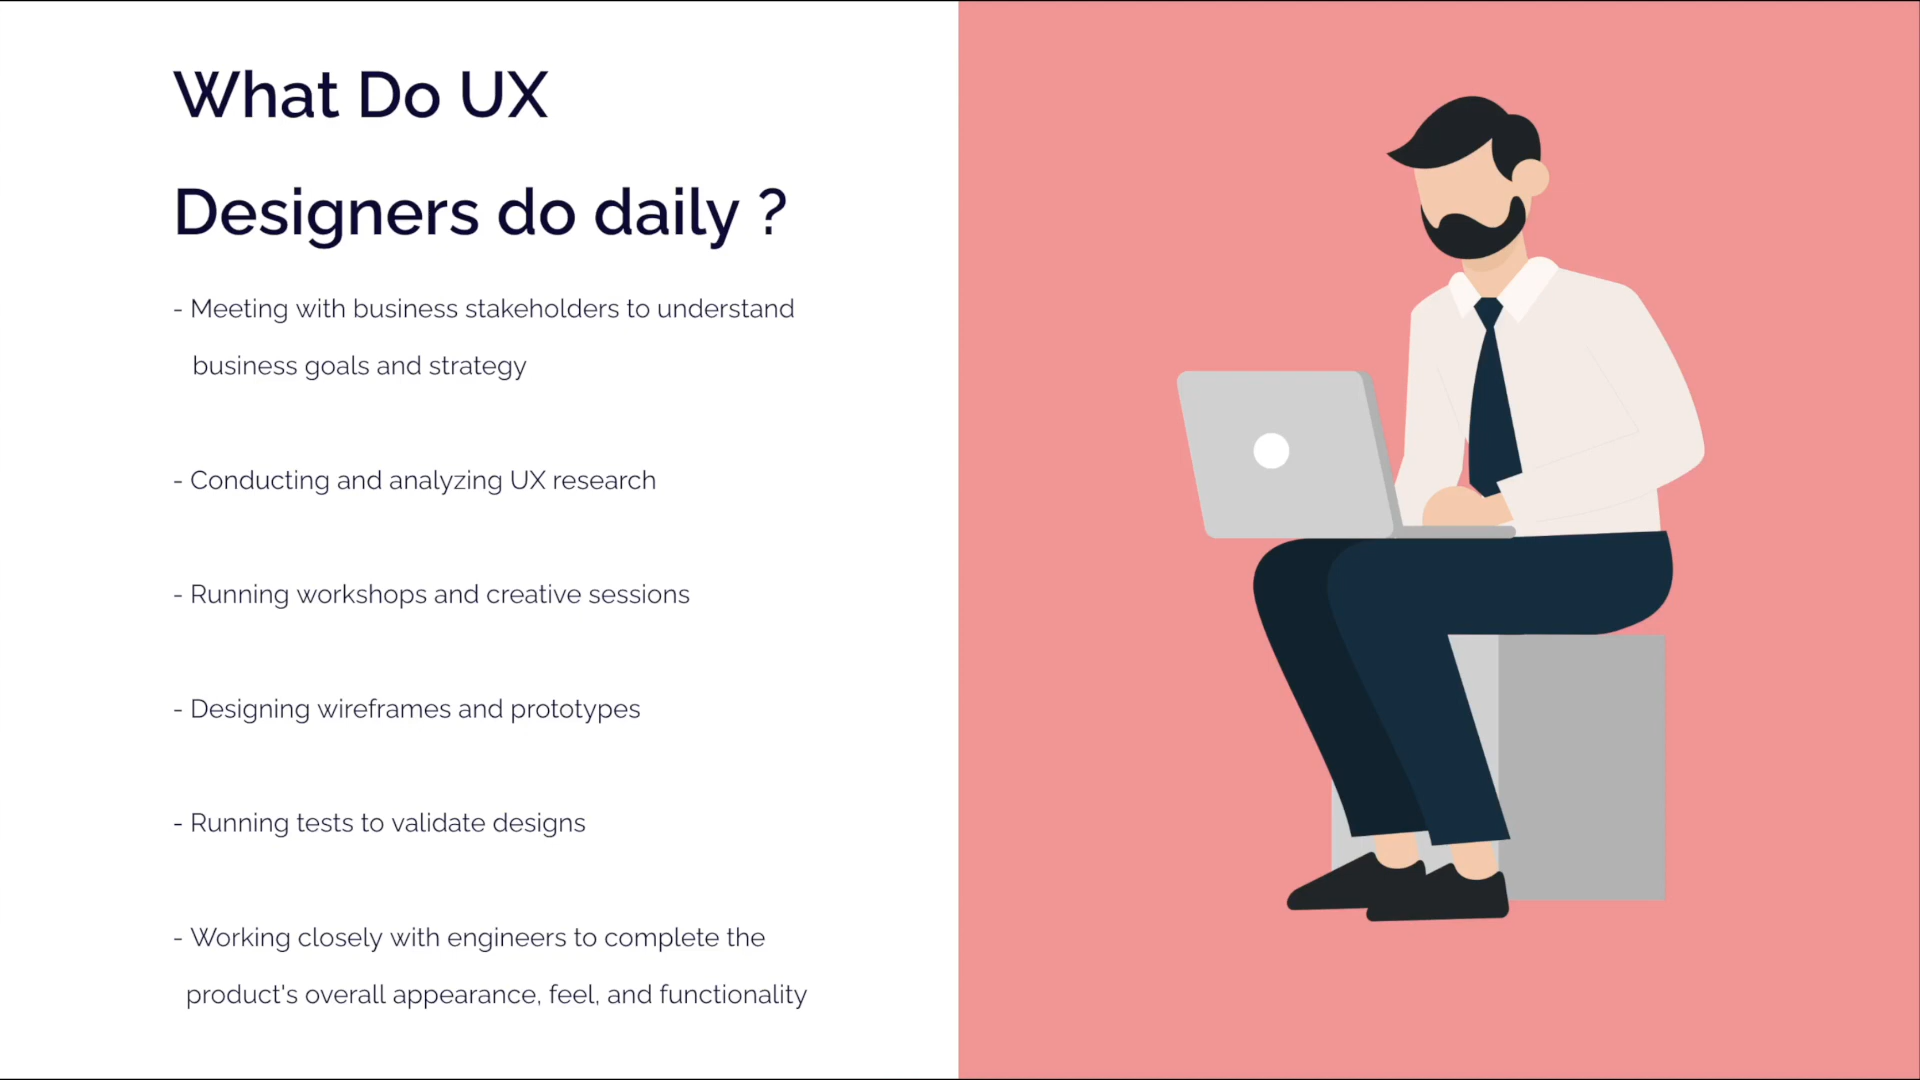 What Do UX
Designers do daily ?
- Meeting with business stakeholders to understand
business goals and strategy
- Conducting and analyzing UX research
- Running workshops and creative sessions
- Designing wireframes and prototypes
- Running tests to validate designs
- Working closely with engineers to complete the
product's overall appearance, feel, and functionality